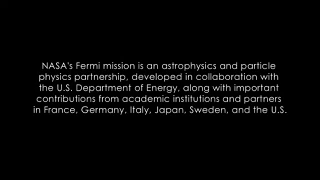 NASA's Fermi mission is an astrophysics and particle
physics partnership, developed in collaboration with
the U.S. Department of Energy, along with important
contributions from academic institutions and partners
in France, Germany, Italy, Japan, Sweden, and the U.S.